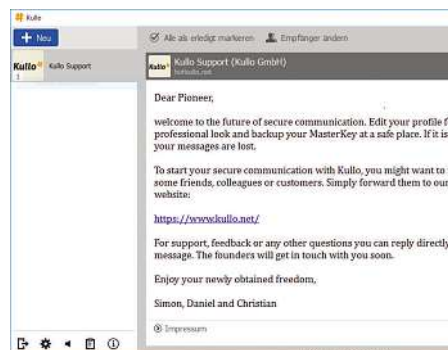 Kullo
+ Neu
Alle als erledigt markieren
Empfänger ändern
Kullo
Kullo Support
1
Kullo
Kullo Support (Kullo GmbH)
Dear Pioneer,
welcome to the future of secure communication. Edit your profile f
professional look and backup your MasterKey at a safe place. If it is
your messages are lost.
To start your secure communication with Kullo, you might want to
some friends, colleagues or customers. Simply forward them to our
website:
https://www.kullo.net/
For support, feedback or any other questions you can reply directly
message. The founders will get in touch with you soon.
Enjoy your newly obtained freedom,
Simon, Daniel and Christian
Impressum